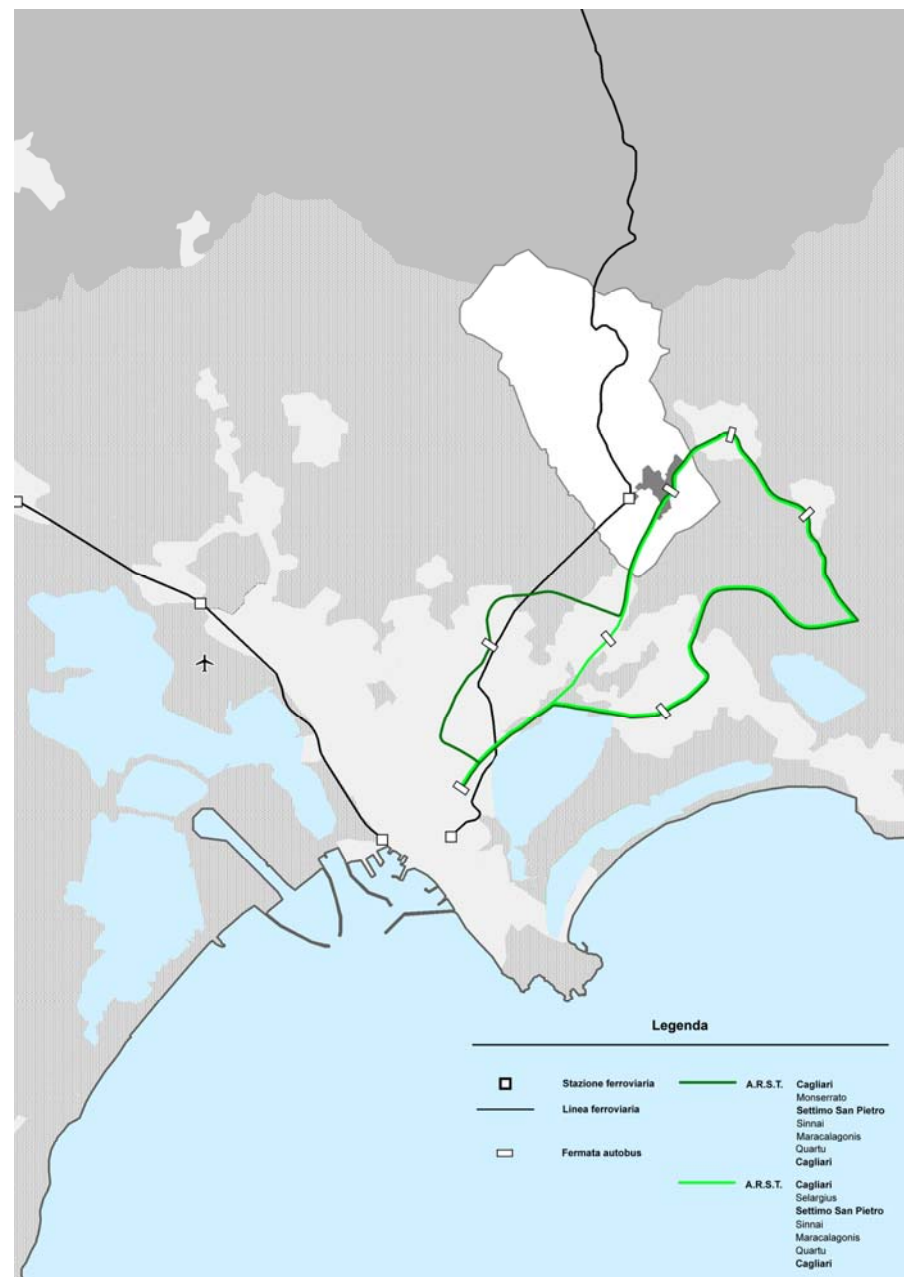 Legenda
Stazione ferroviaria
Linea ferroviaria
Fermata autobus
A.R.S.T. Cagliari
Monserrato
Settimo San Pietro
Sinnai
Maracalagonis
Quartu
Cagliari
A.R.S.T. Cagliari
Selargius
Settimo San Pietro
Sinnai
Maracalagonis
Quartu
Cagliari